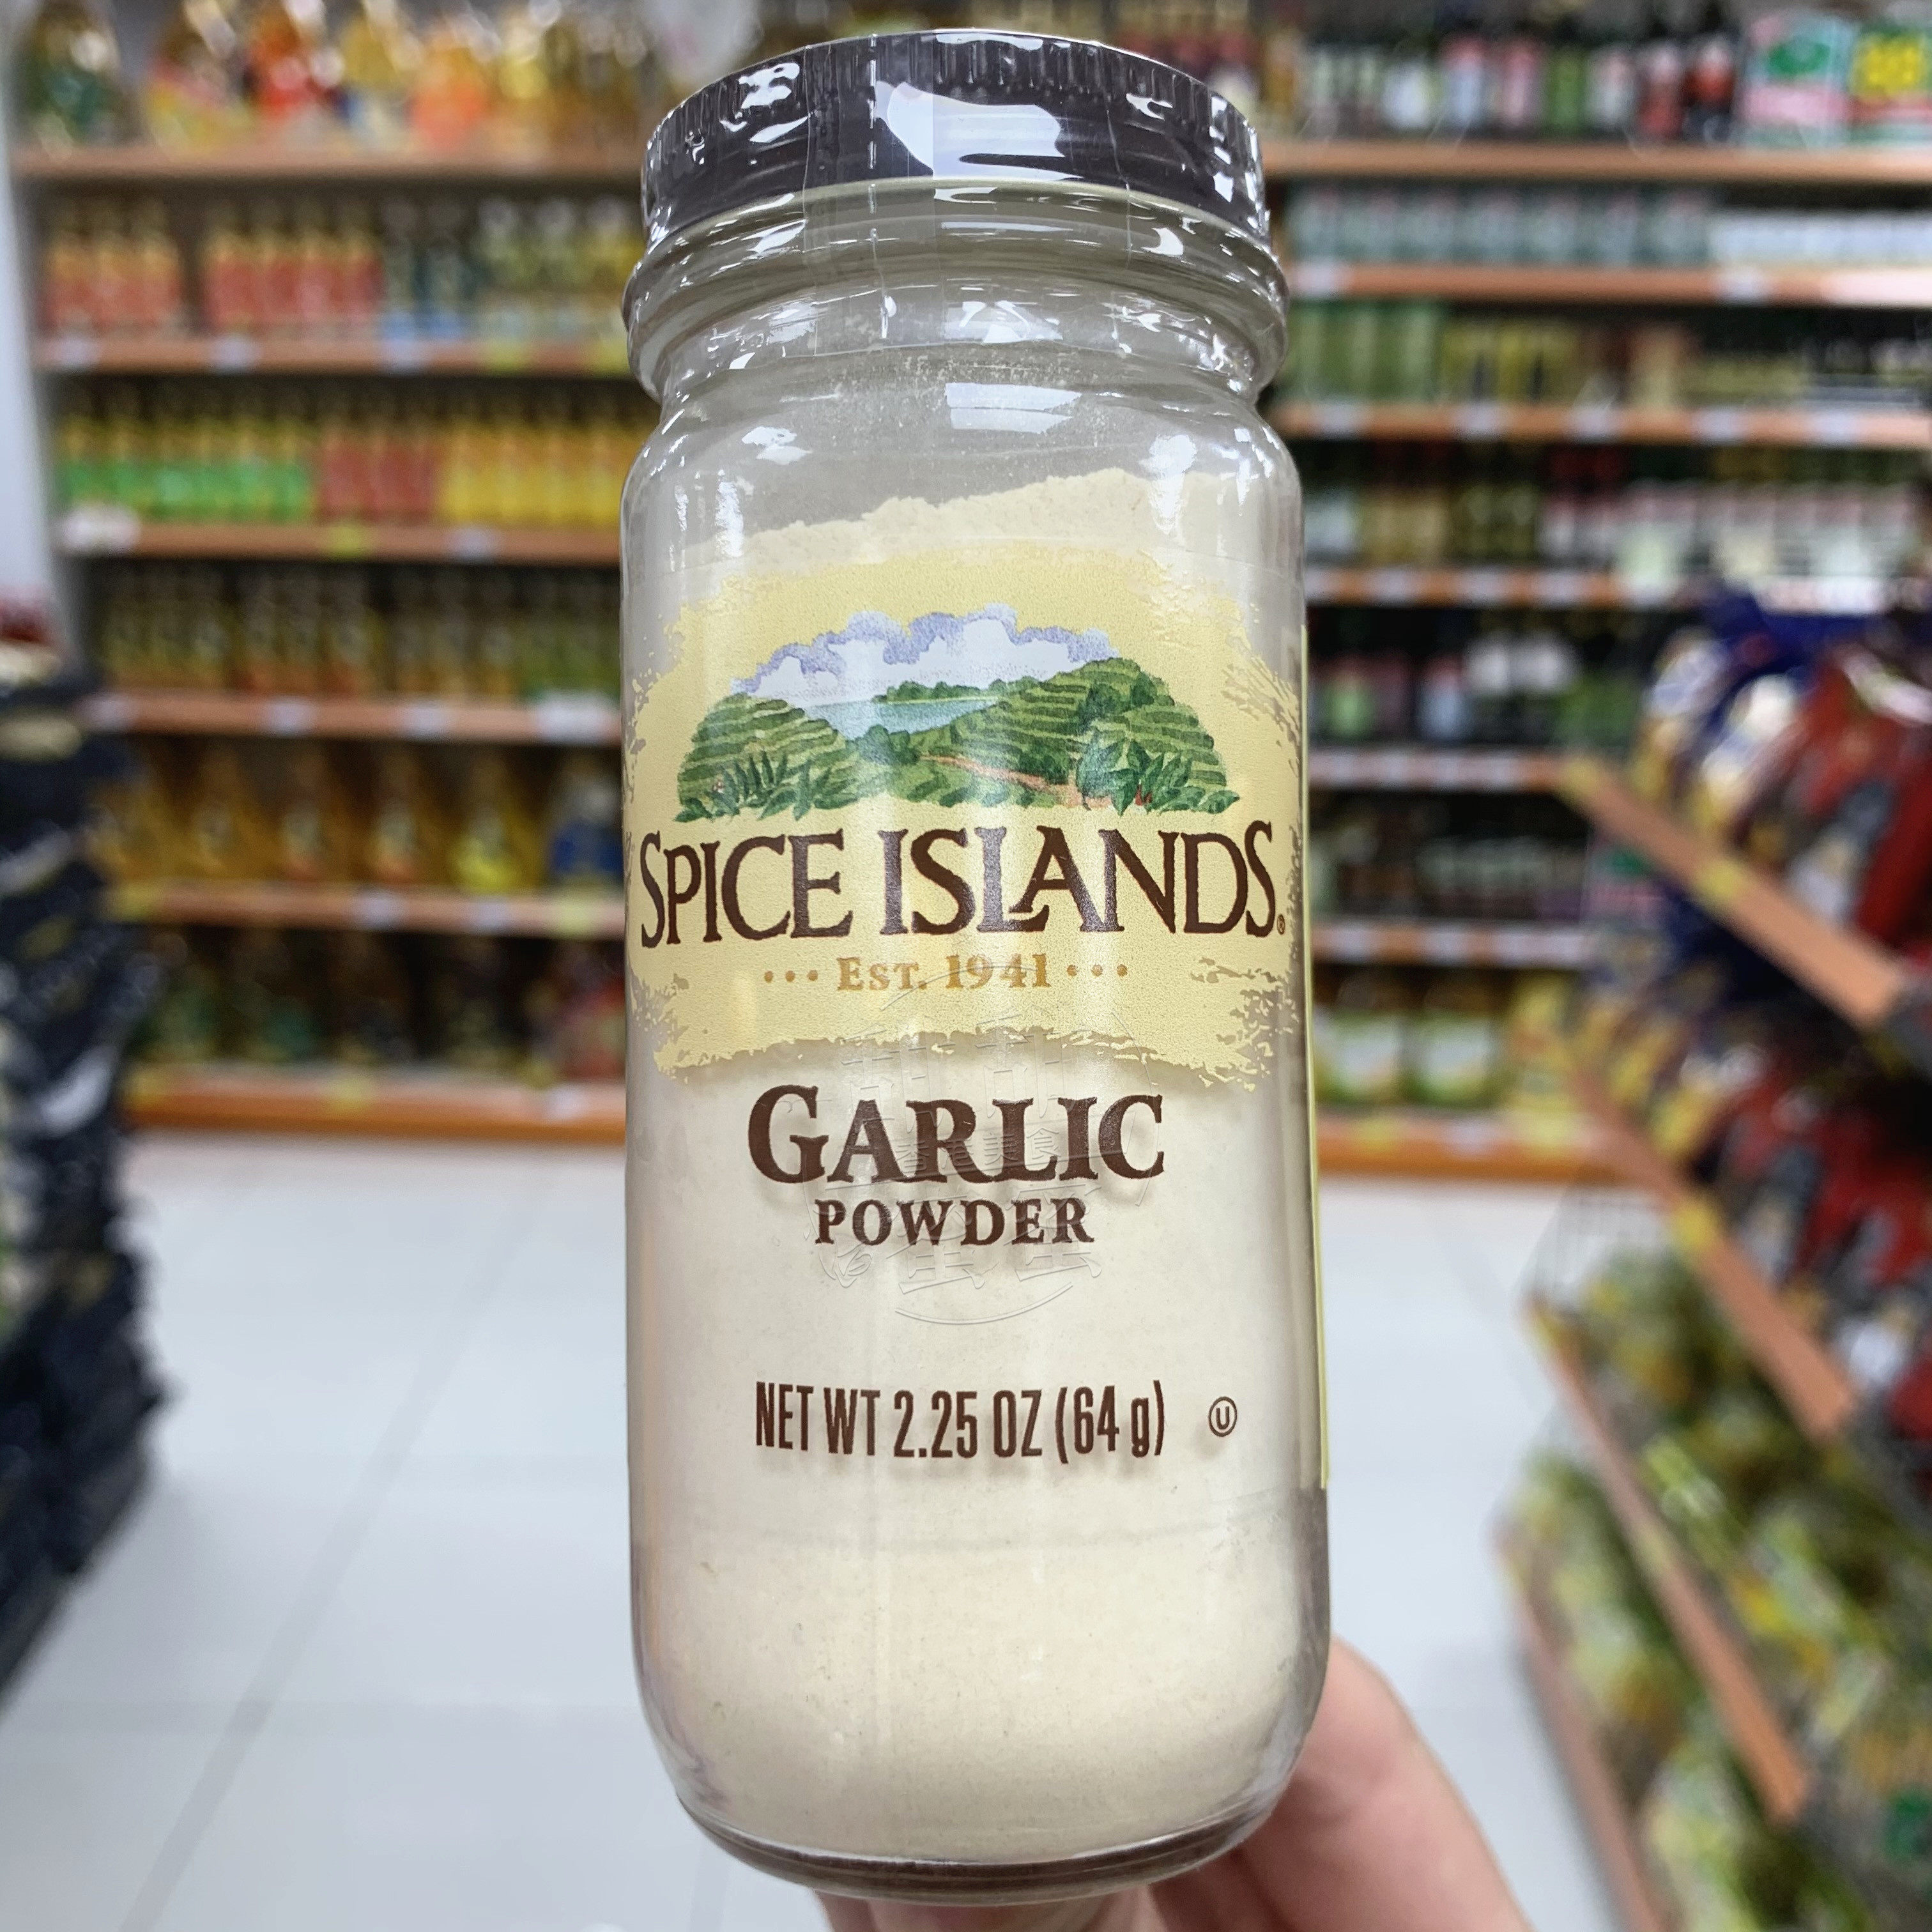 SPICE ISLANDS®
EST. 1941
GARLIC
POWDER
NET WT 2.25 OZ (64 g) Ⓤ